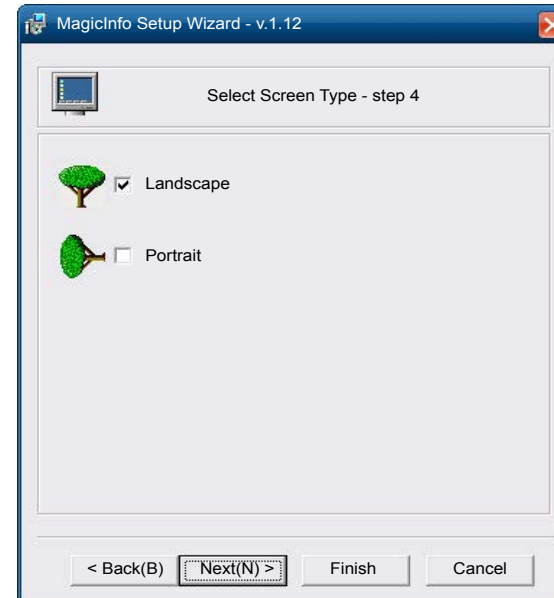 MagicInfo Setup Wizard - v.1.12
Select Screen Type - step 4
Landscape
Portrait
< Back(B) Next(N) > Finish Cancel